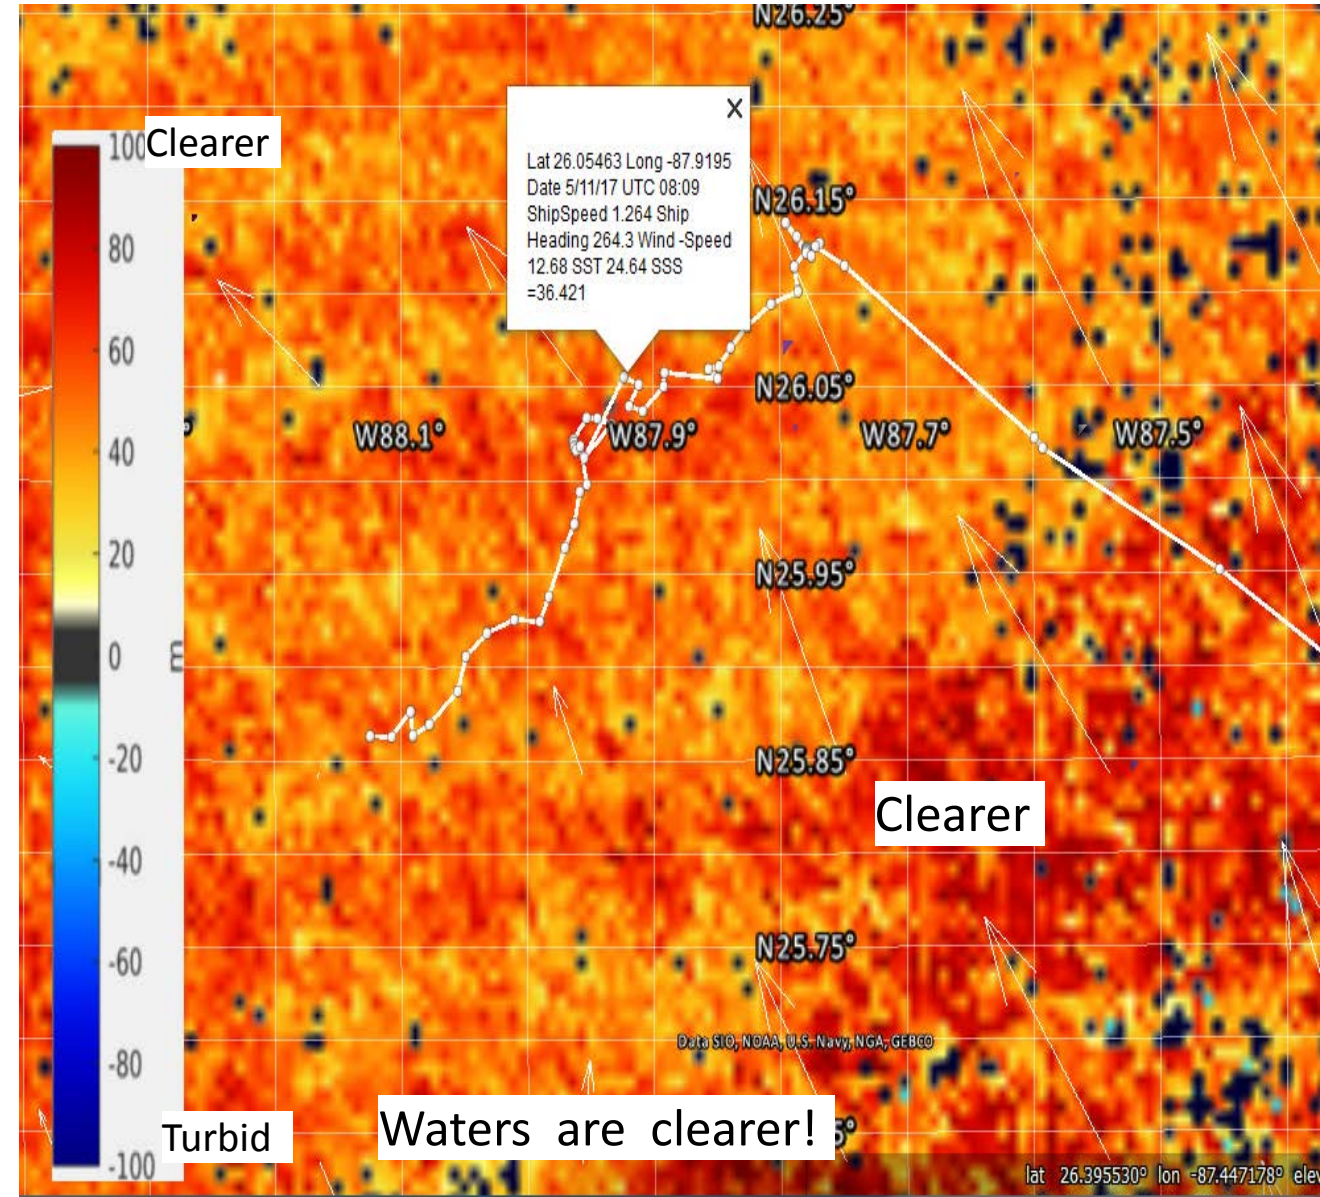 N26.25°
100
Clearer
X
Lat 26.05463 Long -87.9195
Date 5/11/17 UTC 08:09
ShipSpeed 1.264 Ship
Heading 264.3 Wind -Speed
12.68 SST 24.64 SSS
=36.421
N26.15°
80
60
N26.05°
W88.1°
W87.9°
W87.7°
W87.5°
40
20
N25.95°
0
m
-20
N25.85°
Clearer
-40
-60
N25.75°
-80
Data SIO, NOAA, U.S. Navy, NGA, GEBCO
Turbid
Waters are clearer!
5°
-100
lat 26.395530° lon -87.447178° ele